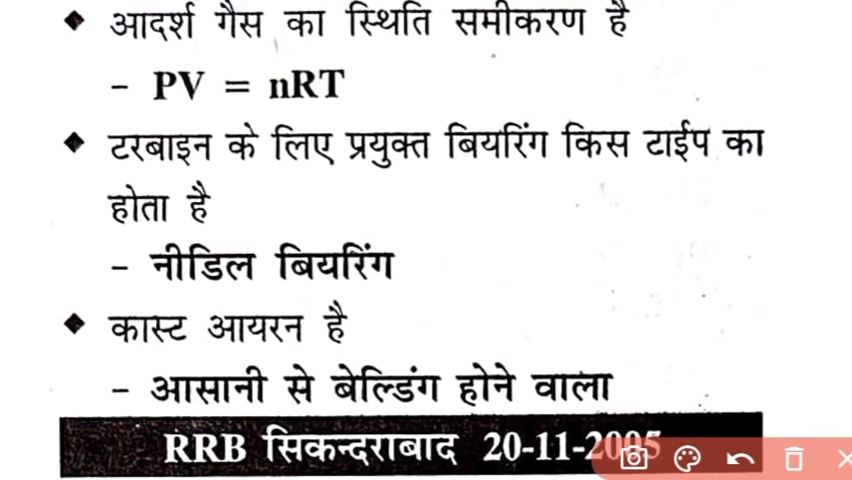 ◆ आदर्श गैस का स्थिति समीकरण है
– PV = nRT
◆ टरबाइन के लिए प्रयुक्त बियरिंग किस टाईप का
होता है
– नीडिल बियरिंग
◆ कास्ट आयरन है
– आसानी से बेल्डिंग होने वाला
RRB सिकन्दराबाद 20-11-2005